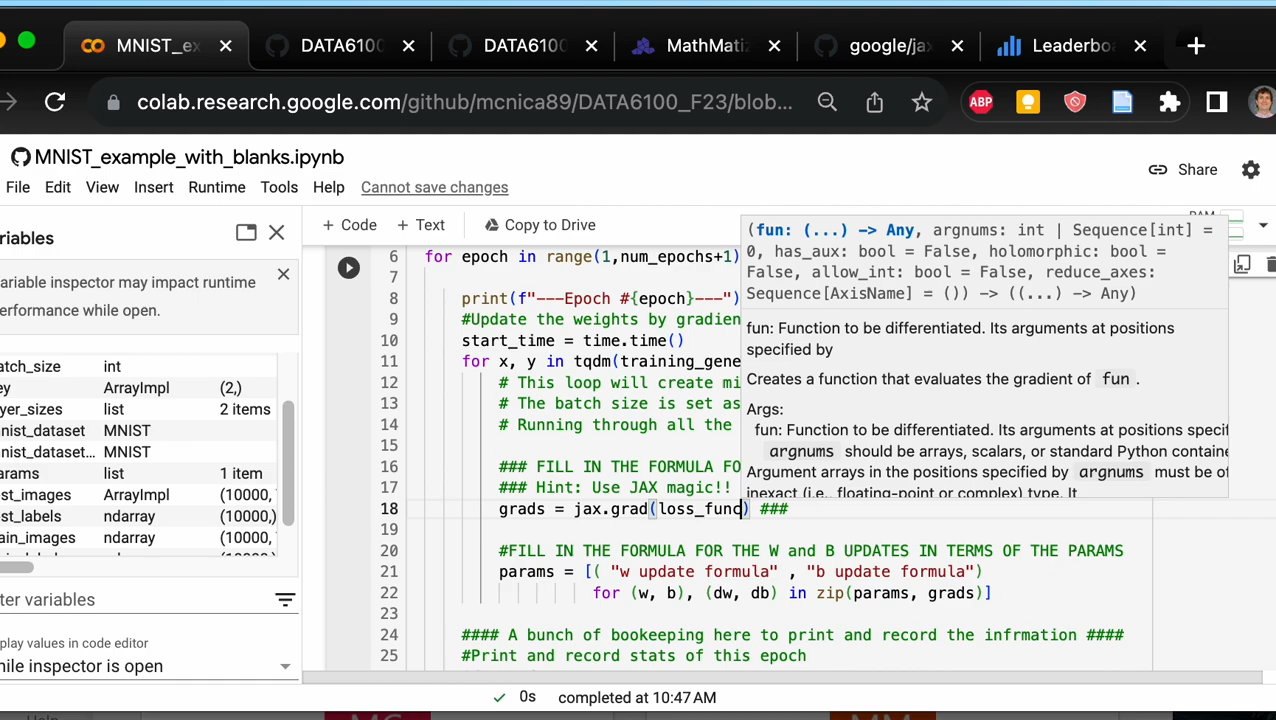 MNIST_ex
DATA610
DATA610
MathMati
google/jax
Leaderbo
colab.research.google.com/github/mcnica89/DATA6100_F23/blob...
ABP
MNIST_example_with_blanks.ipynb
Share
File Edit View Insert Runtime Tools Help Cannot save changes
riables
+ Code + Text Copy to Drive
ariable inspector may impact runtime
erformance while open.
atch_size int
ey ArrayImpl (2,)
yer_sizes list 2 items
nnist_dataset MNIST
nnist_dataset... MNIST
arams list 1 item
st_images ArrayImpl (10000,
st_labels ndarray (10000,)
ain_images ndarray (10000,
ter variables
play values in code editor
hile inspector is open
6 for epoch in range(1,num_epochs+1)
7
8 print(f"---Epoch #{epoch}---")
9 #Update the weights by gradien
10 start_time = time.time()
11 for x, y in tqdm(training_gene
12 # This loop will create mi
13 # The batch size is set as
14 # Running through all the
15
16 ### FILL IN THE FORMULA FO
17 ### Hint: Use JAX magic!!
18 grads = jax.grad(loss_func) ###
19
20 #FILL IN THE FORMULA FOR THE W and B UPDATES IN TERMS OF THE PARAMS
21 params = [( "w update formula" , "b update formula")
22 for (w, b), (dw, db) in zip(params, grads)]
23
24 #### A bunch of bookeeping here to print and record the infrmation ####
25 #Print and record stats of this epoch
(fun: (...) -> Any, argnums: int | Sequence[int] =
0, has_aux: bool = False, holomorphic: bool =
False, allow_int: bool = False, reduce_axes:
Sequence[AxisName] = ()) -> ((...) -> Any)
fun: Function to be differentiated. Its arguments at positions
specified by
Creates a function that evaluates the gradient of fun .
Args:
fun: Function to be differentiated. Its arguments at positions specif
argnums should be arrays, scalars, or standard Python containe
Argument arrays in the positions specified by argnums must be of
inexact (i.e., floating-point or complex) type. It
0s completed at 10:47 AM